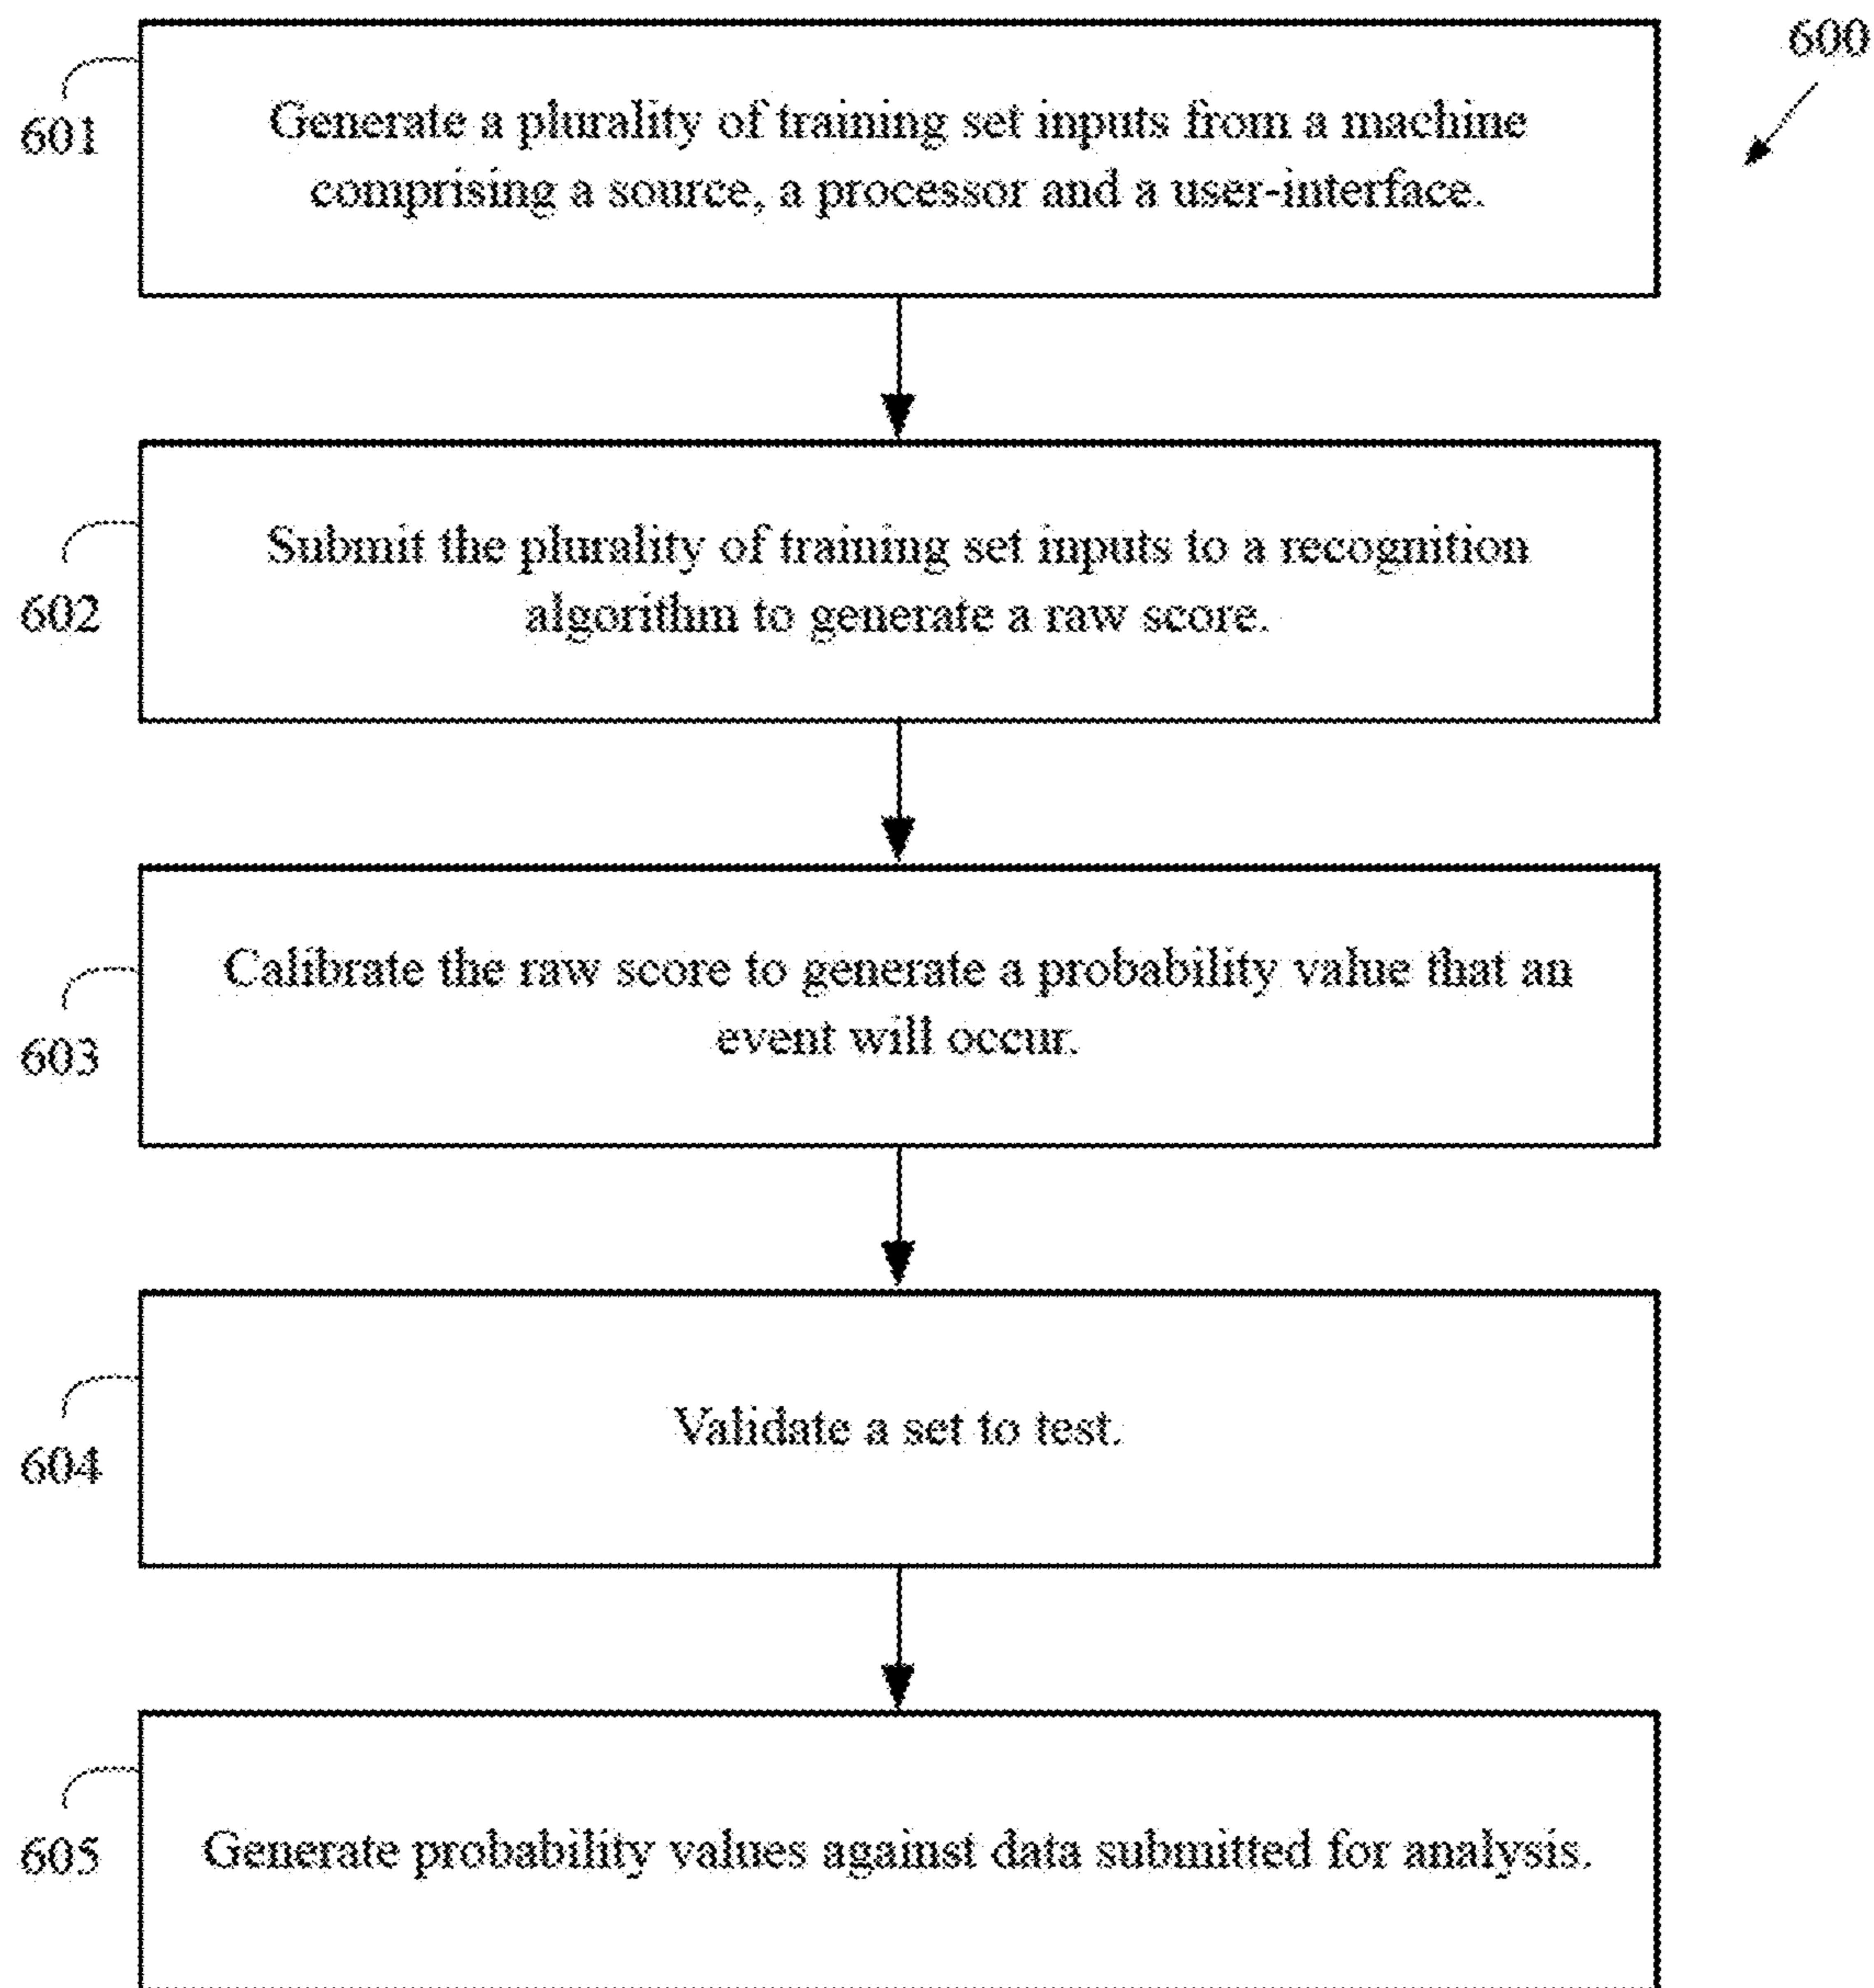 600
601
Generate a plurality of training set inputs from a machine
comprising a source, a processor and a user-interface.
602
Submit the plurality of training set inputs to a recognition
algorithm to generate a raw score.
603
Calibrate the raw score to generate a probability value that an
event will occur.
604
Validate a set to test.
605
Generate probability values against data submitted for analysis.